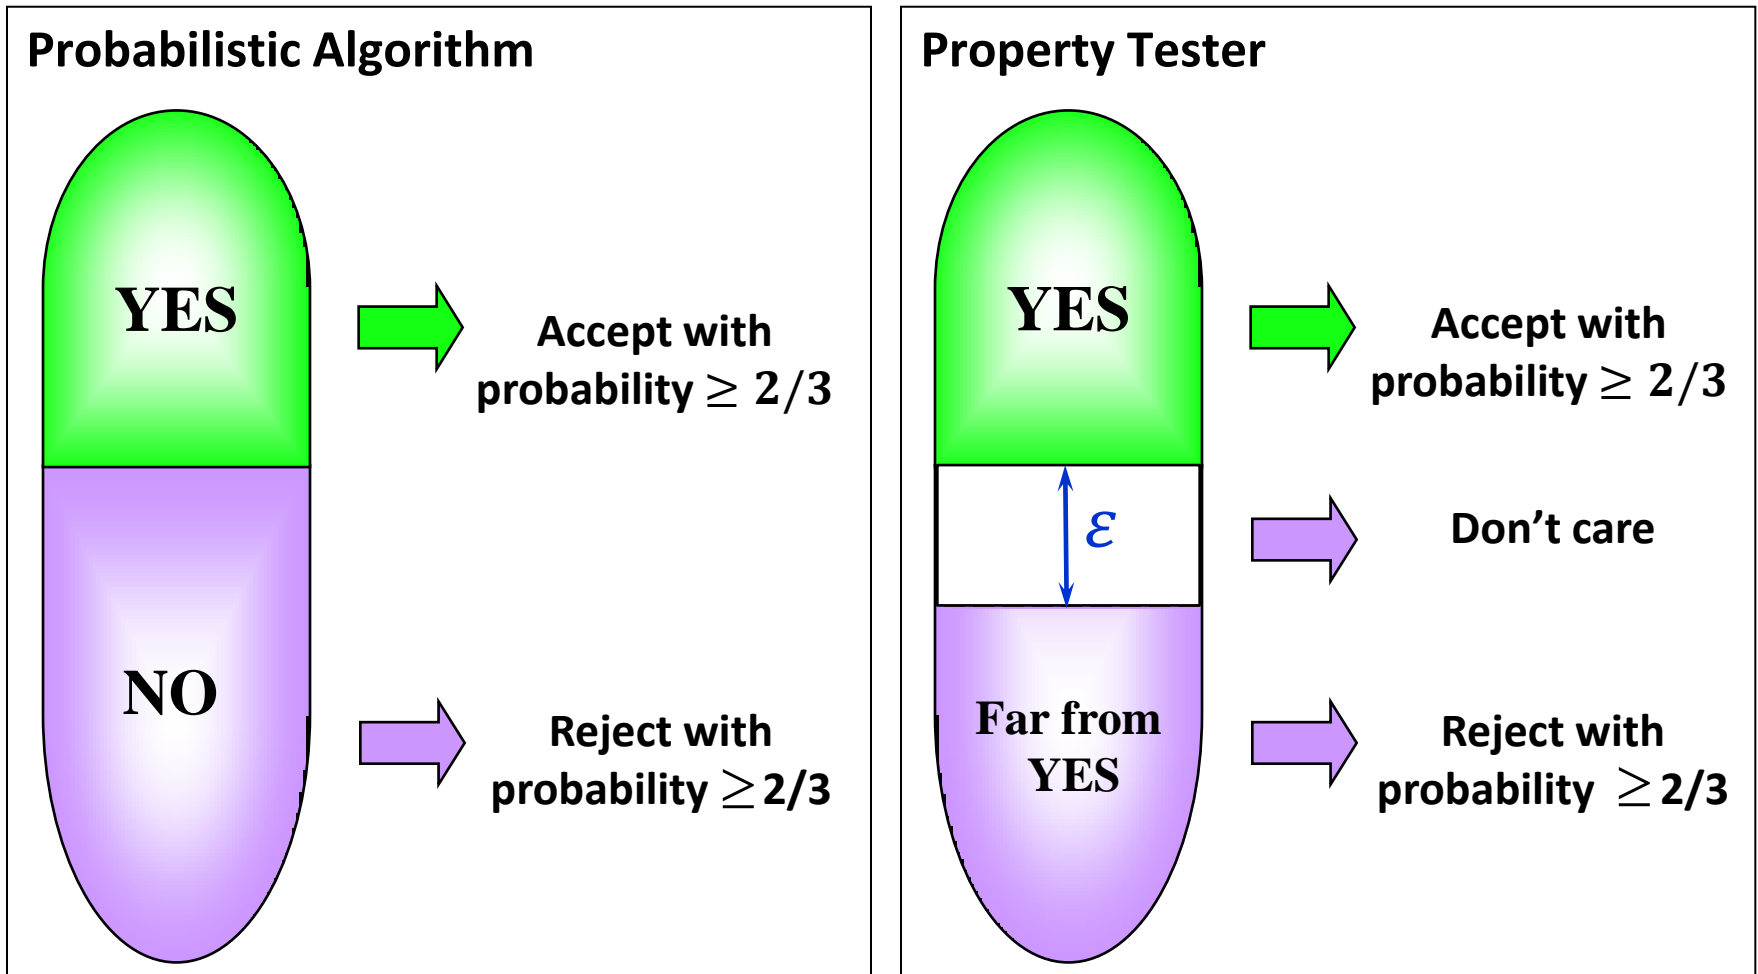 Probabilistic Algorithm
YES
Accept with
probability ≥ 2/3
NO
Reject with
probability ≥ 2/3
Property Tester
YES
Accept with
probability ≥ 2/3
ε
Don’t care
Far from
YES
Reject with
probability ≥ 2/3